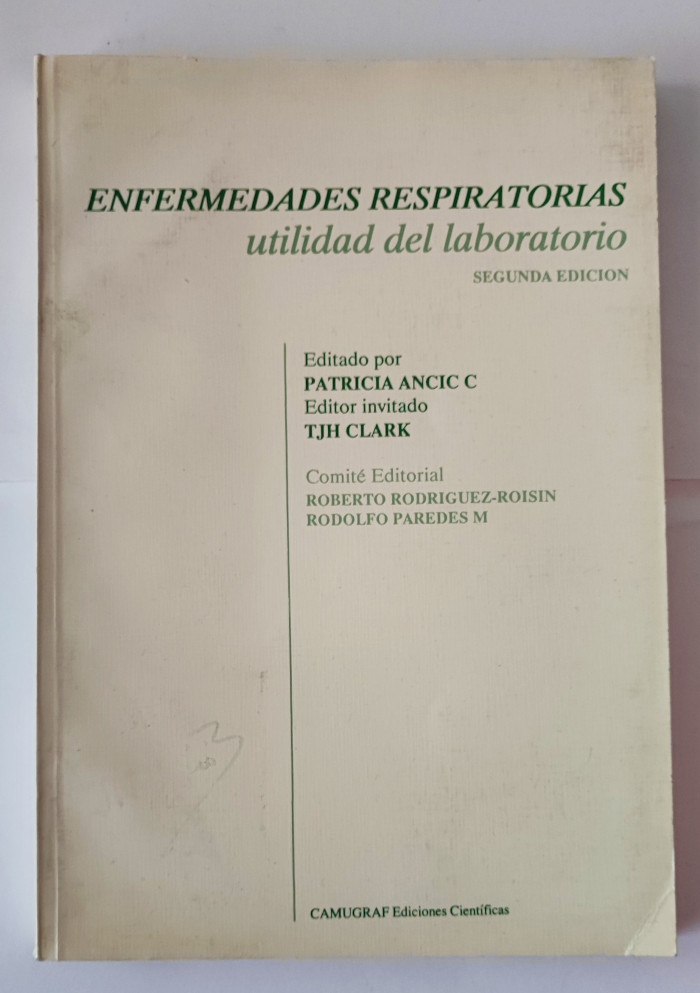 ENFERMEDADES RESPIRATORIAS
utilidad del laboratorio
SEGUNDA EDICION
Editado por
PATRICIA ANCIC C
Editor invitado
TJH CLARK
Comité Editorial
ROBERTO RODRIGUEZ-ROISIN
RODOLFO PAREDES M
CAMUGRAF Ediciones Científicas